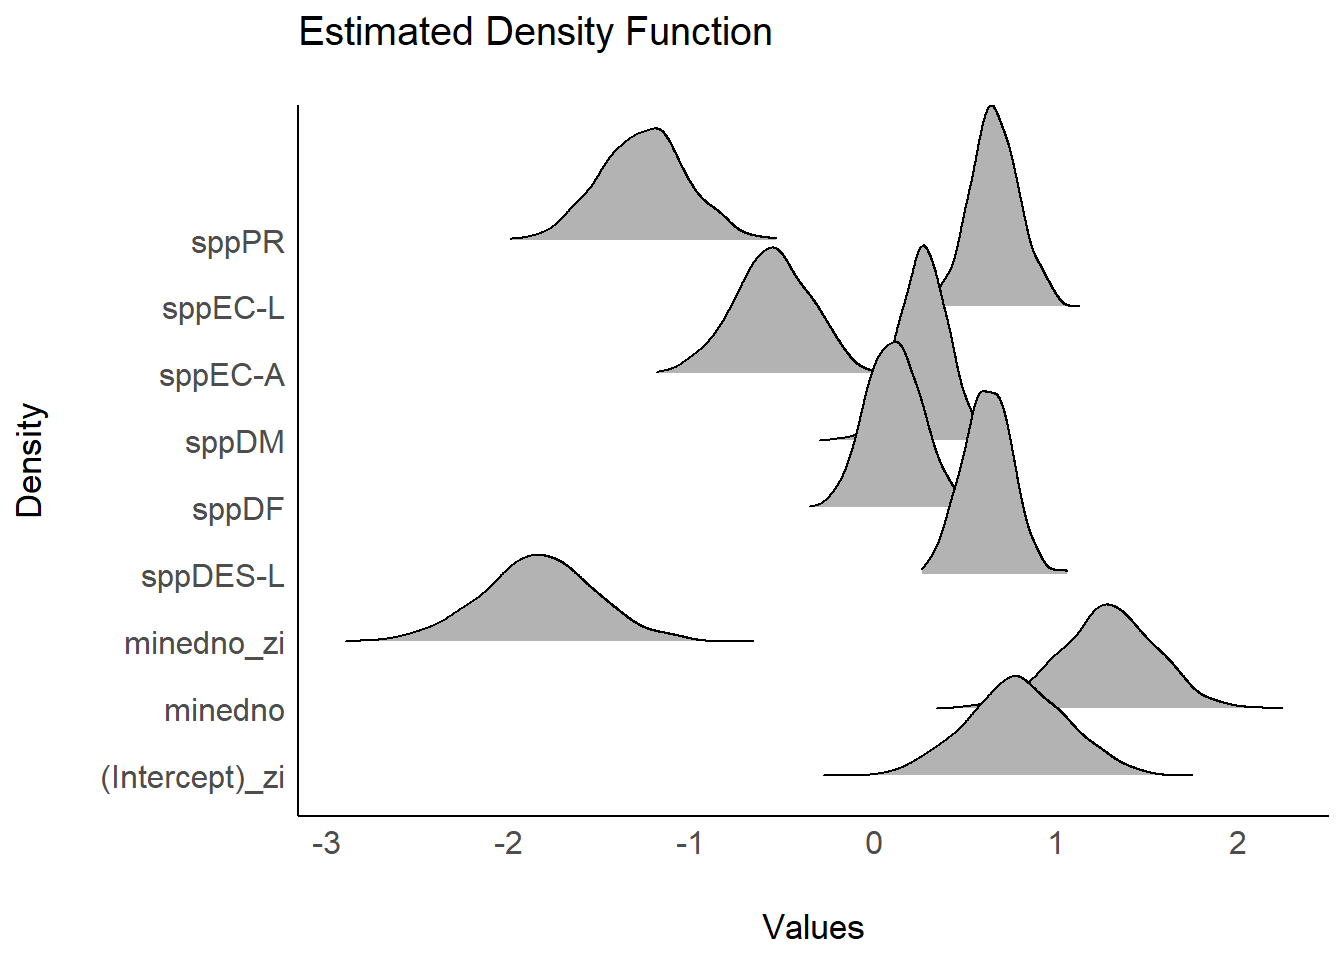 Estimated Density Function
sppPR
sppEC-L
sppEC-A
sppDM
sppDF
sppDES-L
minedno_zi
minedno
(Intercept)_zi
Density
-3 -2 -1 0 1 2
Values